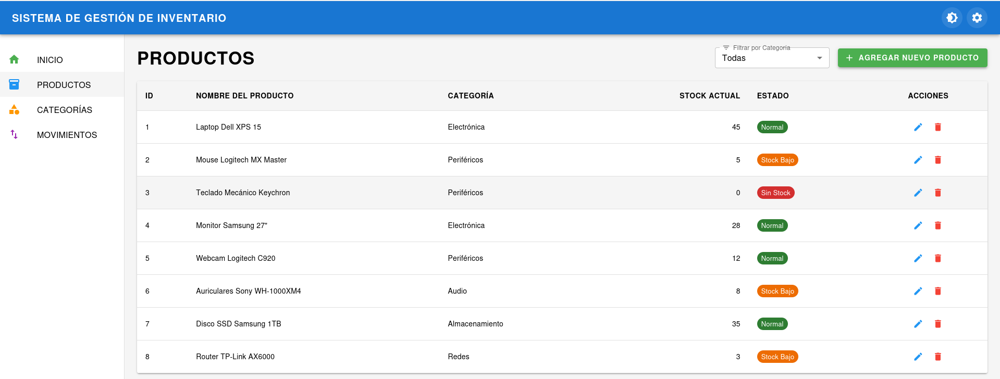 SISTEMA DE GESTIÓN DE INVENTARIO
INICIO
PRODUCTOS
CATEGORÍAS
MOVIMIENTOS
PRODUCTOS
Filtrar por Categoría
Todas
AGREGAR NUEVO PRODUCTO
ID NOMBRE DEL PRODUCTO CATEGORÍA STOCK ACTUAL ESTADO ACCIONES
1 Laptop Dell XPS 15 Electrónica 45 Normal
2 Mouse Logitech MX Master Periféricos 5 Stock Bajo
3 Teclado Mecánico Keychron Periféricos 0 Sin Stock
4 Monitor Samsung 27" Electrónica 28 Normal
5 Webcam Logitech C920 Periféricos 12 Normal
6 Auriculares Sony WH-1000XM4 Audio 8 Stock Bajo
7 Disco SSD Samsung 1TB Almacenamiento 35 Normal
8 Router TP-Link AX6000 Redes 3 Stock Bajo